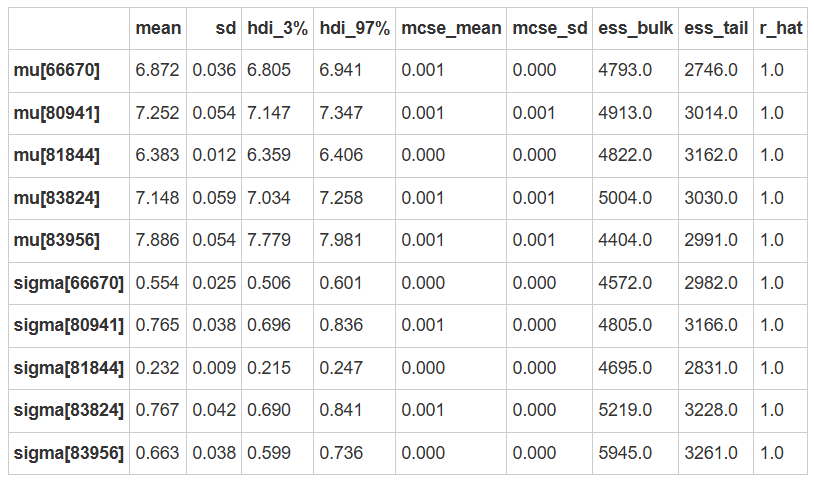 mean sd hdi_3% hdi_97% mcse_mean mcse_sd ess_bulk ess_tail r_hat
mu[66670] 6.872 0.036 6.805 6.941 0.001 0.000 4793.0 2746.0 1.0
mu[80941] 7.252 0.054 7.147 7.347 0.001 0.001 4913.0 3014.0 1.0
mu[81844] 6.383 0.012 6.359 6.406 0.000 0.000 4822.0 3162.0 1.0
mu[83824] 7.148 0.059 7.034 7.258 0.001 0.001 5004.0 3030.0 1.0
mu[83956] 7.886 0.054 7.779 7.981 0.001 0.001 4404.0 2991.0 1.0
sigma[66670] 0.554 0.025 0.506 0.601 0.000 0.000 4572.0 2982.0 1.0
sigma[80941] 0.765 0.038 0.696 0.836 0.001 0.000 4805.0 3166.0 1.0
sigma[81844] 0.232 0.009 0.215 0.247 0.000 0.000 4695.0 2831.0 1.0
sigma[83824] 0.767 0.042 0.690 0.841 0.001 0.000 5219.0 3228.0 1.0
sigma[83956] 0.663 0.038 0.599 0.736 0.000 0.000 5945.0 3261.0 1.0